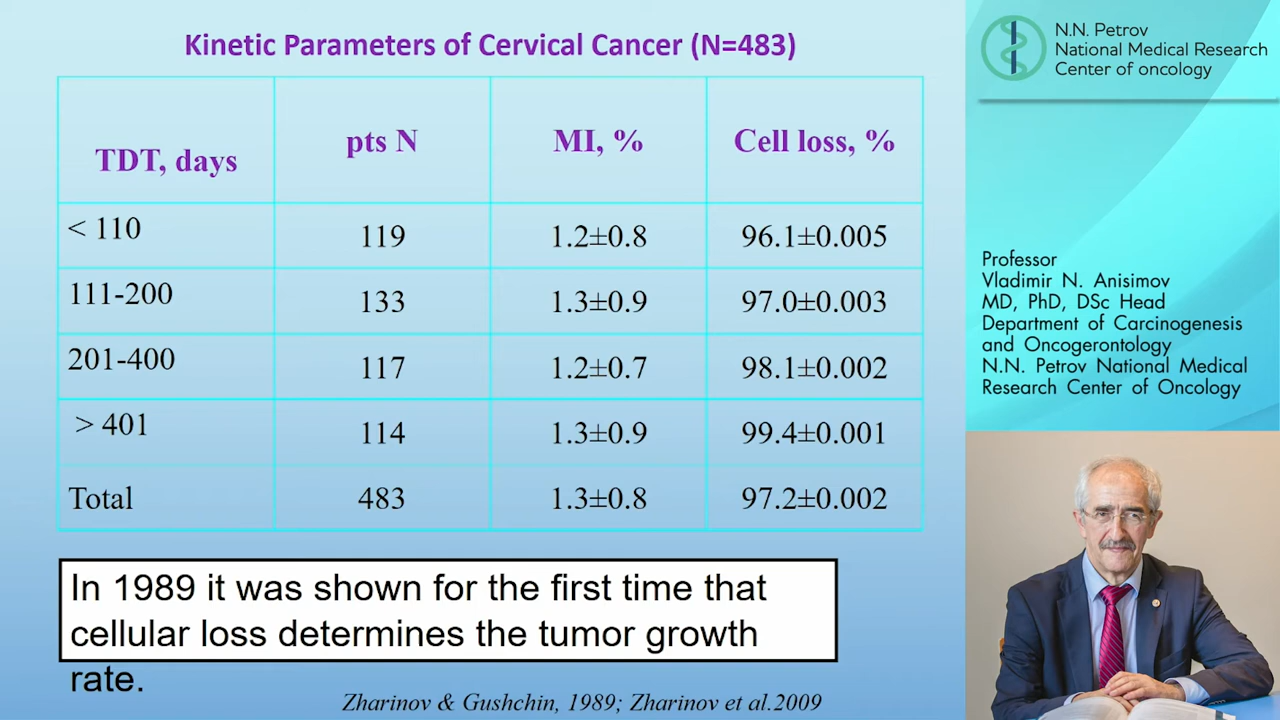 Kinetic Parameters of Cervical Cancer (N=483)
TDT, days pts N MI, % Cell loss, %
< 110 119 1.2±0.8 96.1±0.005
111-200 133 1.3±0.9 97.0±0.003
201-400 117 1.2±0.7 98.1±0.002
> 401 114 1.3±0.9 99.4±0.001
Total 483 1.3±0.8 97.2±0.002
In 1989 it was shown for the first time that
cellular loss determines the tumor growth
rate.
Zharinov & Gushchin, 1989; Zharinov et al.2009
N.N. Petrov
National Medical Research
Center of oncology
Professor
Vladimir N. Anisimov
MD, PhD, DSc Head
Department of Carcinogenesis
and Oncogerontology
N.N. Petrov National Medical
Research Center of Oncology